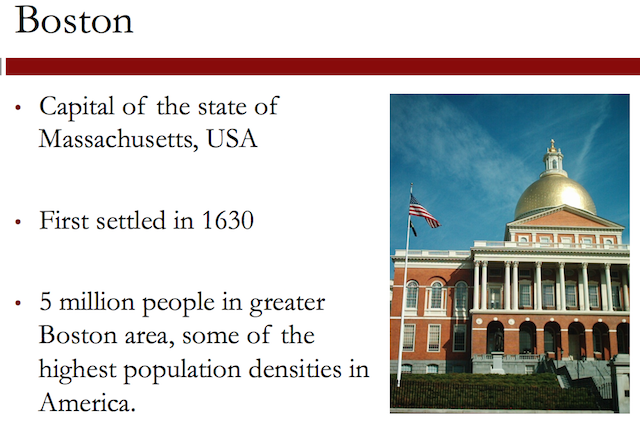 Boston
• Capital of the state of
Massachusetts, USA
• First settled in 1630
• 5 million people in greater
Boston area, some of the
highest population densities in
America.